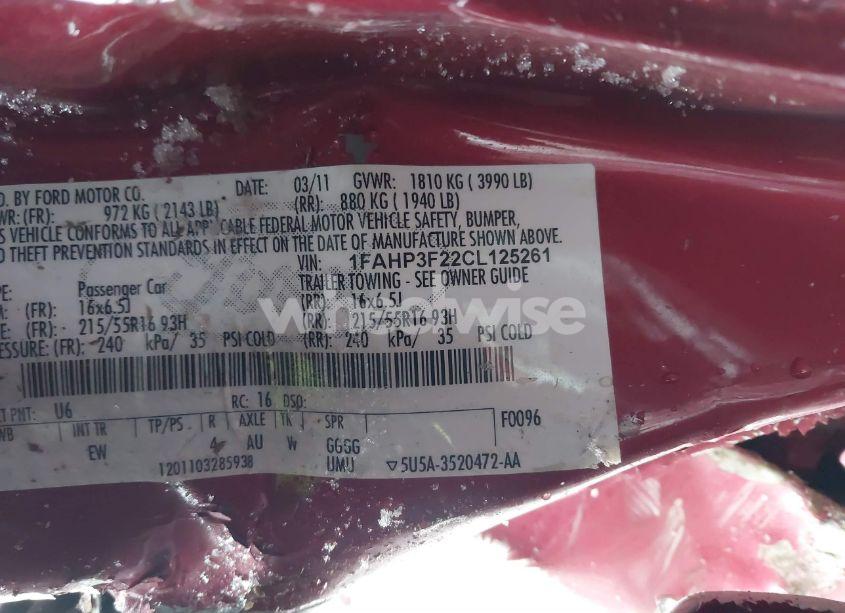 D. BY FORD MOTOR CO.
DATE: 03/11 GVWR: 1810 KG ( 3990 LB)
WR: (FR): 972 KG ( 2143 LB) (RR): 880 KG ( 1940 LB)
S VEHICLE CONFORMS TO ALL APPLICABLE FEDERAL MOTOR VEHICLE SAFETY, BUMPER,
D THEFT PREVENTION STANDARDS IN EFFECT ON THE DATE OF MANUFACTURE SHOWN ABOVE.
VIN: 1FAHP3F22CL125261
PE: Passenger Car TRAILER TOWING - SEE OWNER GUIDE
M: (FR): 16x6.5J (RR) 16x6.5J
E: (FR): 215/55R16 93H (RR) 215/55R16 93H
SSURE: (FR): 240 kPa/ 35 PSI COLD (RR): 240 kPa/ 35 PSI COLD
wheelwise
RC: 16 DSO:
T PNT: U6
WB INT TR TP/PS R AXLE TK SPR F0096
EW 4 AU W GGGG
1201103285938 UMU ▽5U5A-3520472-AA